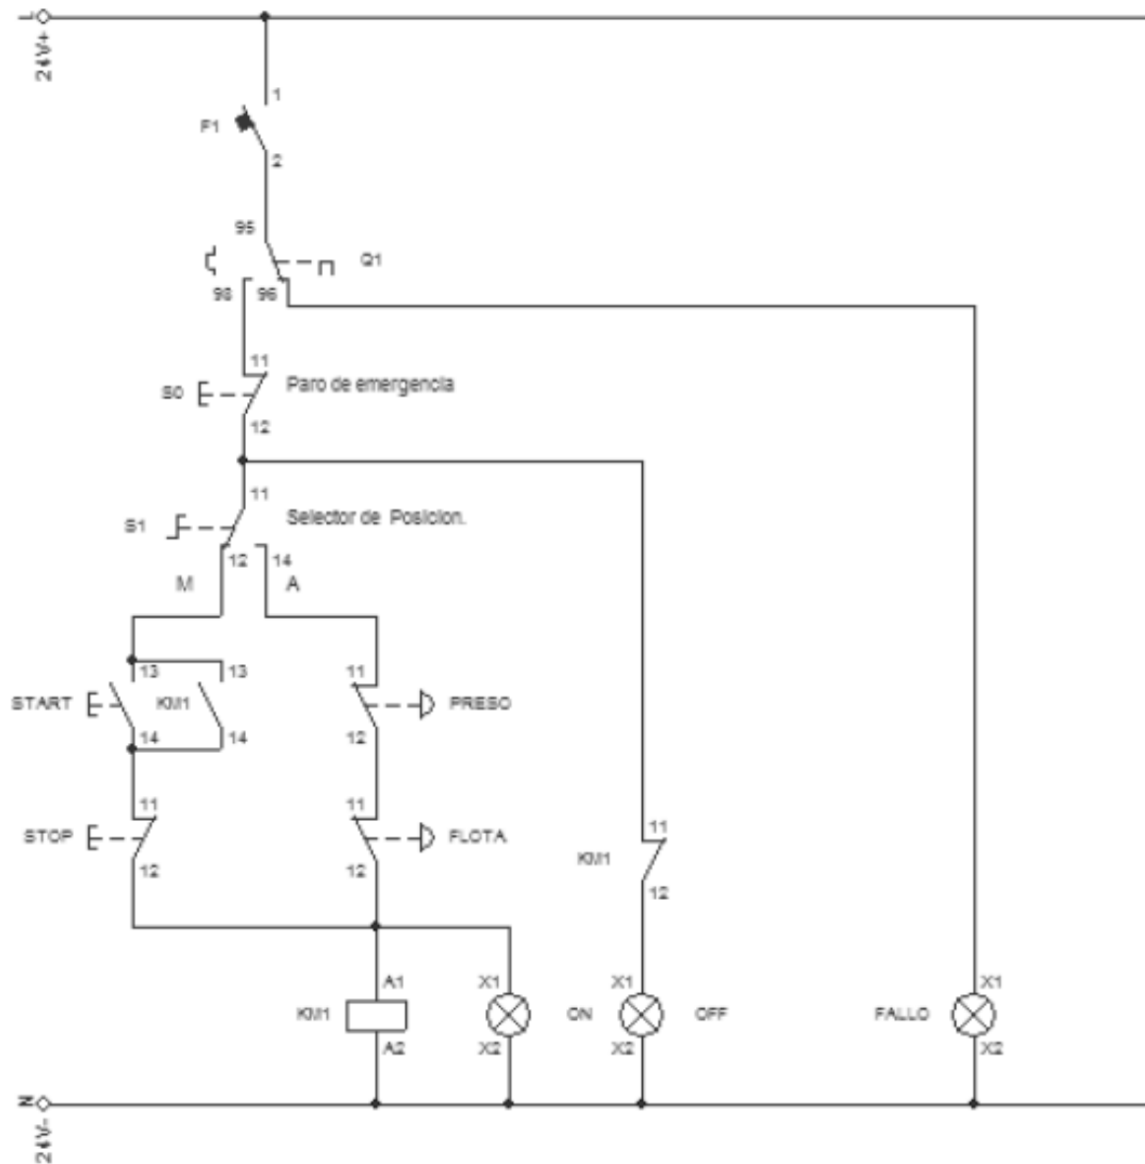 L
24V+
1
F1
2
95
Q1
98 96
11
S0 Paro de emergencia
12
11
S1 Selector de Posicion.
12 14
M A
13 13 11
START KM1 PRESO
14 14 12
11 11
STOP FLOTA
12 12
11
KM1
12
A1 X1 X1 X1
KM1 ON OFF FALLO
A2 X2 X2 X2
N
24V-